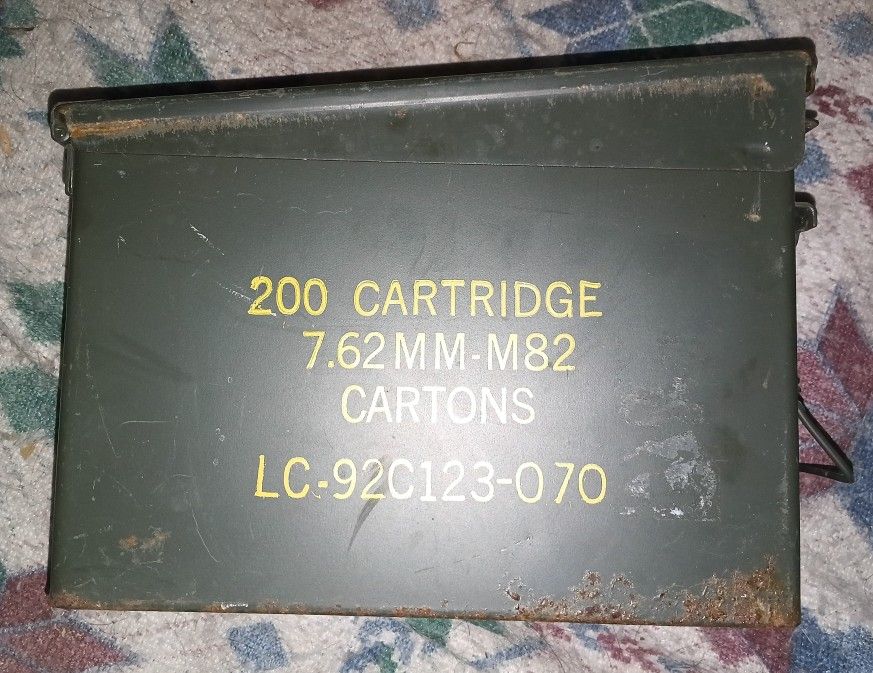 200 CARTRIDGE
7.62MM-M82
CARTONS
LC-92C123-070